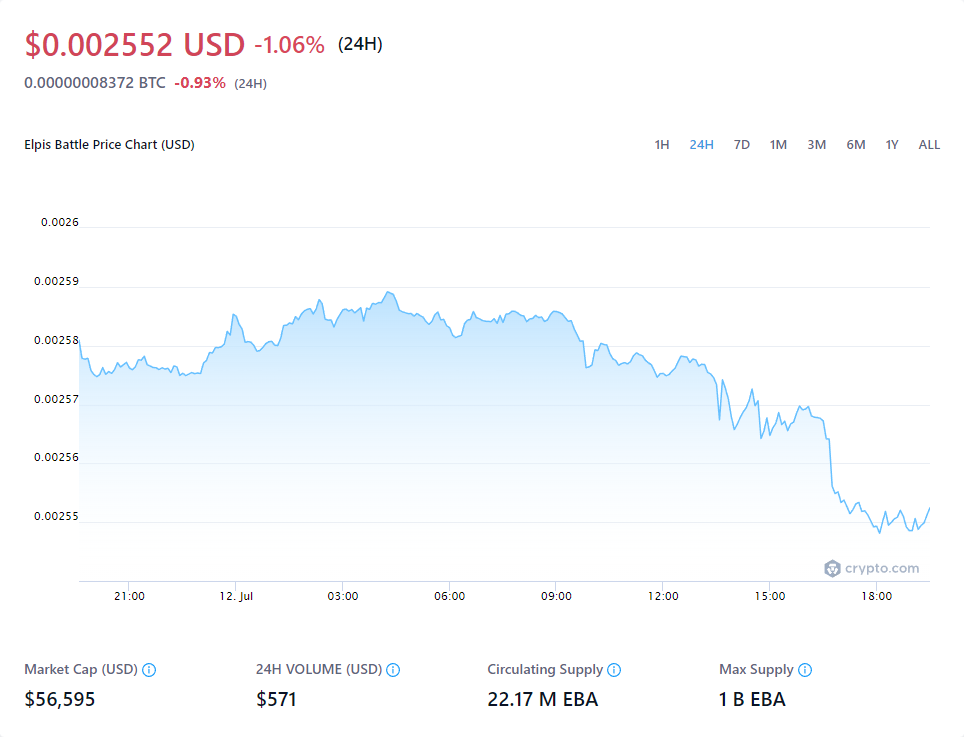 $0.002552 USD -1.06% (24H)
0.00000008372 BTC -0.93% (24H)
Elpis Battle Price Chart (USD) 1H 24H 7D 1M 3M 6M 1Y ALL
0.0026
0.00259
0.00258
0.00257
0.00256
0.00255
crypto.com
21:00 12. Jul 03:00 06:00 09:00 12:00 15:00 18:00
Market Cap (USD) 24H VOLUME (USD) Circulating Supply Max Supply
$56,595 $571 22.17 M EBA 1 B EBA